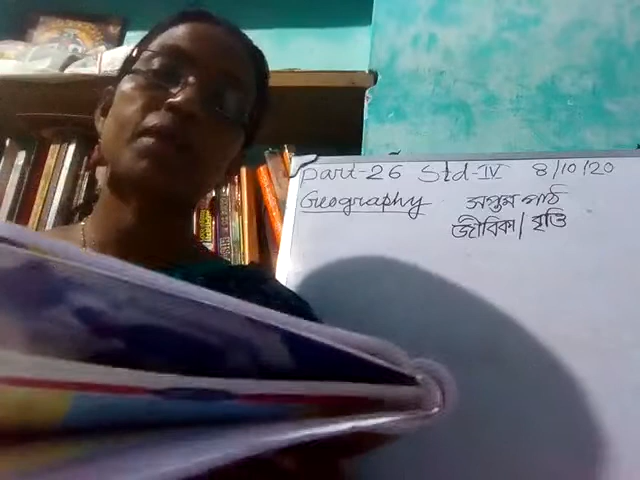 Part-26 Std-IV 8/10/20
Geography সপ্তম পাঠ
জীবিকা / বৃত্তি